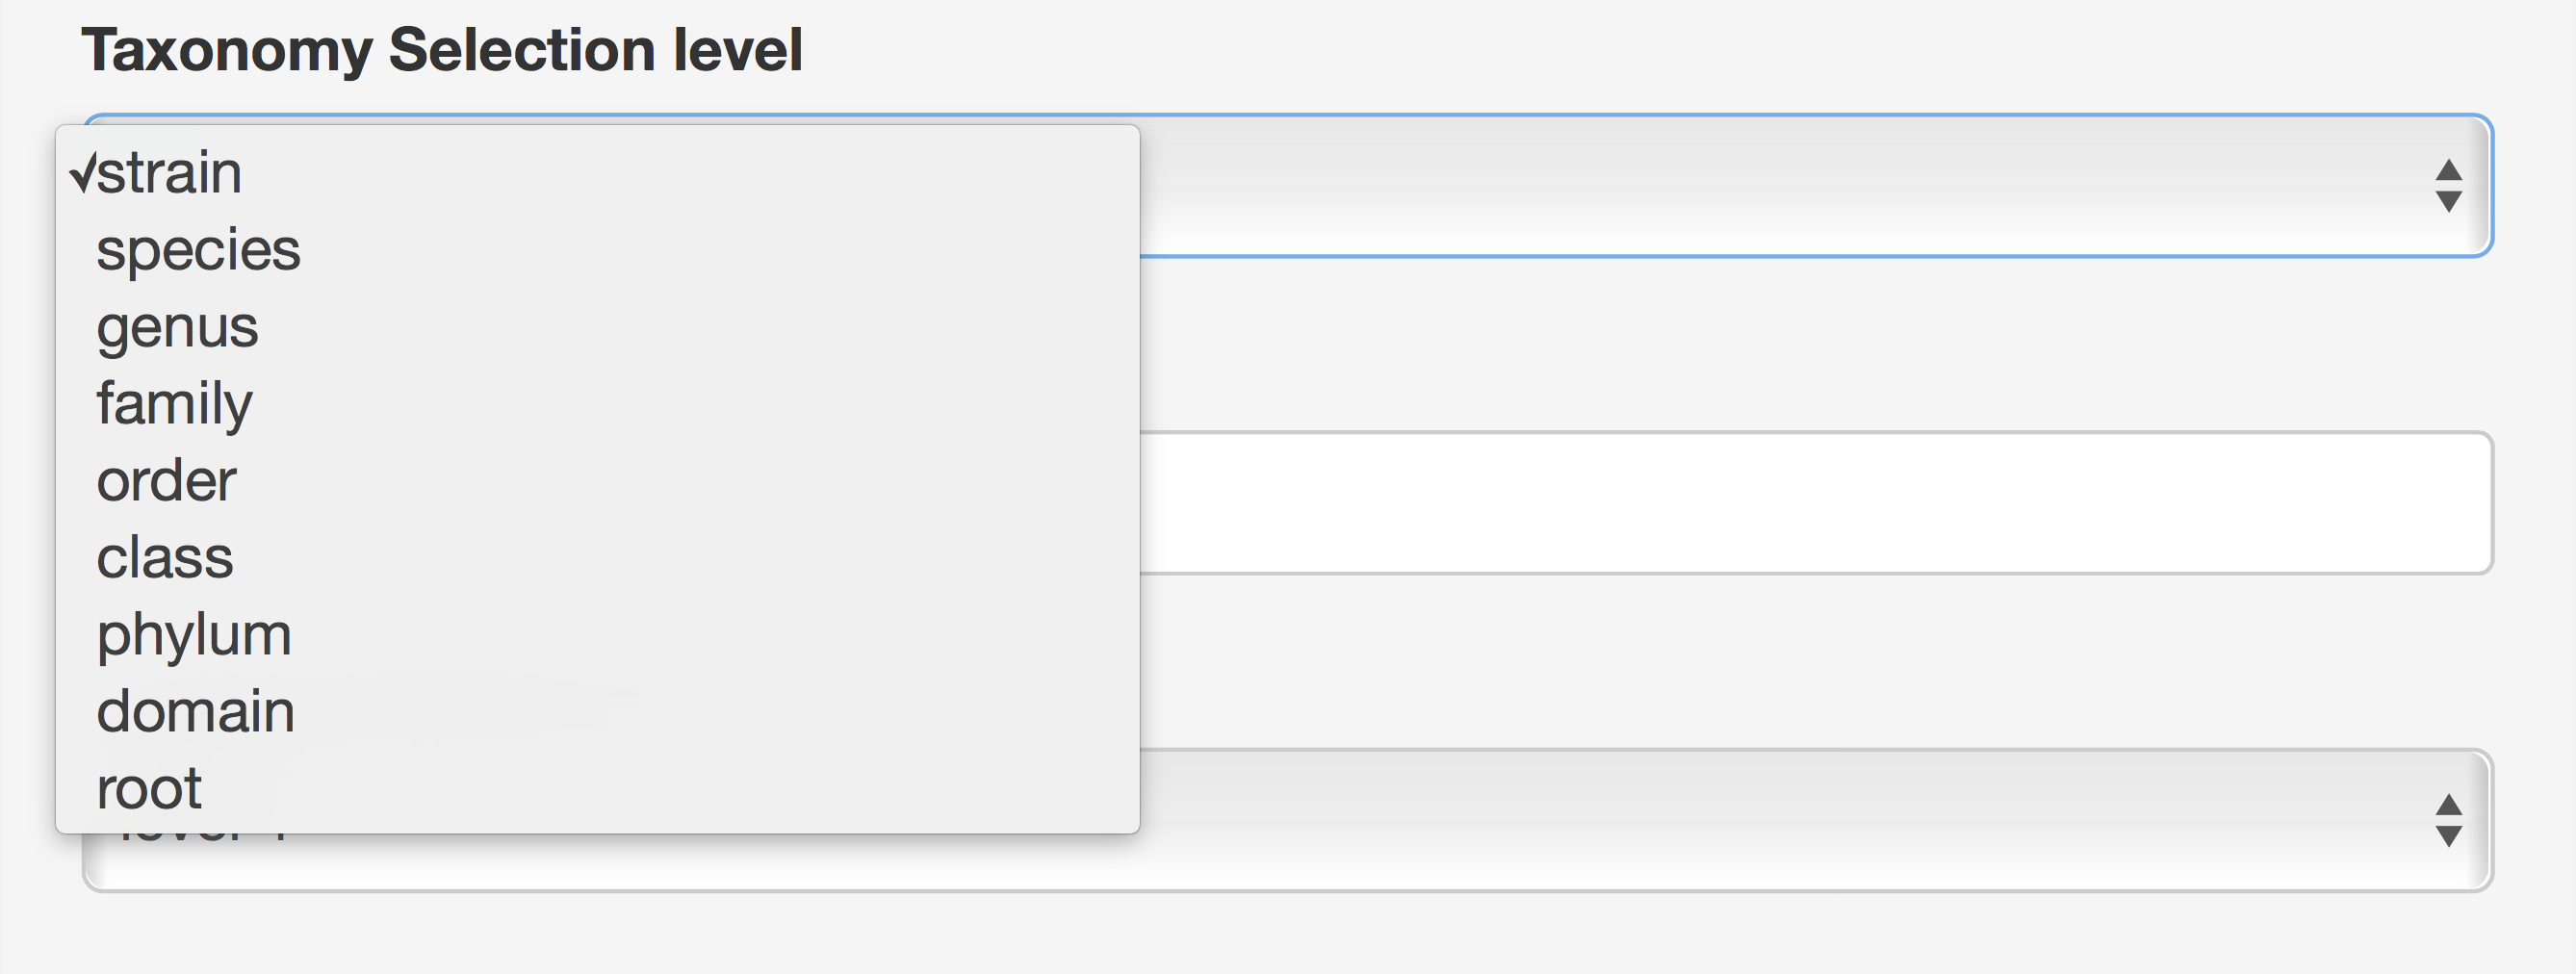 Taxonomy Selection level
✓strain
species
genus
family
order
class
phylum
domain
root